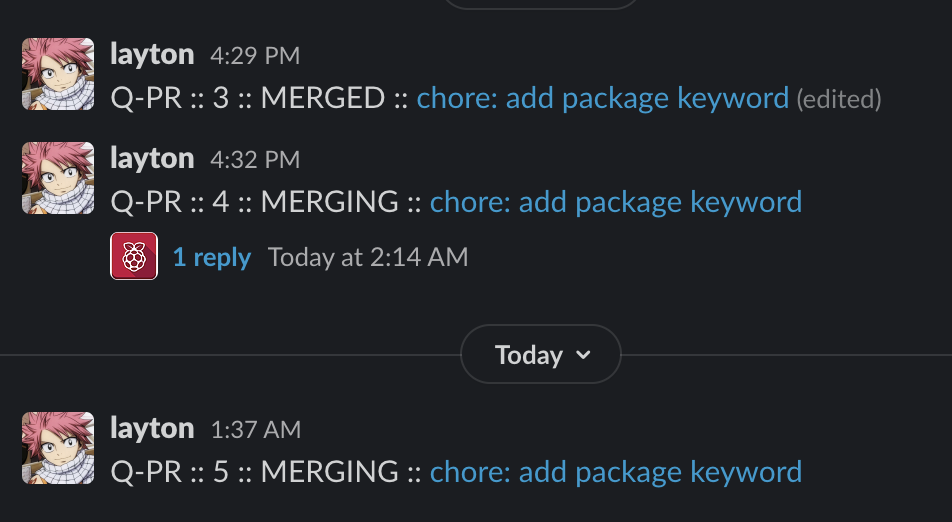 layton 4:29 PM
Q-PR :: 3 :: MERGED :: chore: add package keyword (edited)
layton 4:32 PM
Q-PR :: 4 :: MERGING :: chore: add package keyword
1 reply Today at 2:14 AM
Today
layton 1:37 AM
Q-PR :: 5 :: MERGING :: chore: add package keyword